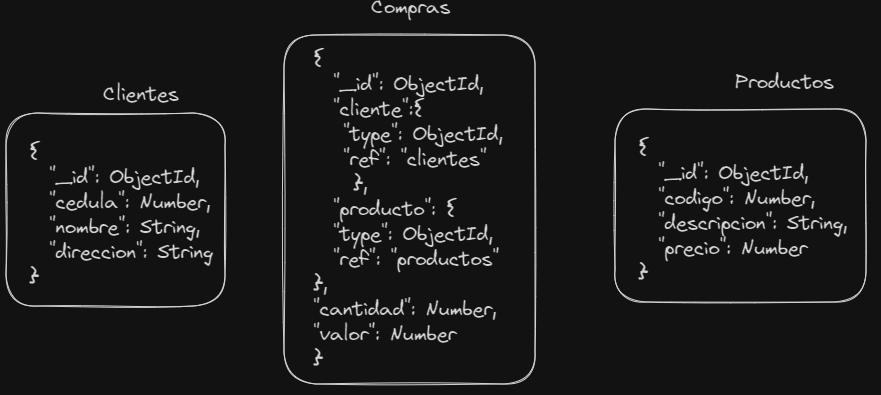 Clientes
{
"_id": ObjectId,
"cedula": Number,
"nombre": String,
"direccion": String
}
Compras
{
"_id": ObjectId,
"cliente":{
"type": ObjectId,
"ref": "clientes"
},
"producto": {
"type": ObjectId,
"ref": "productos"
},
"cantidad": Number,
"valor": Number
}
Productos
{
"_id": ObjectId,
"codigo": Number,
"descripcion": String,
"precio": Number
}